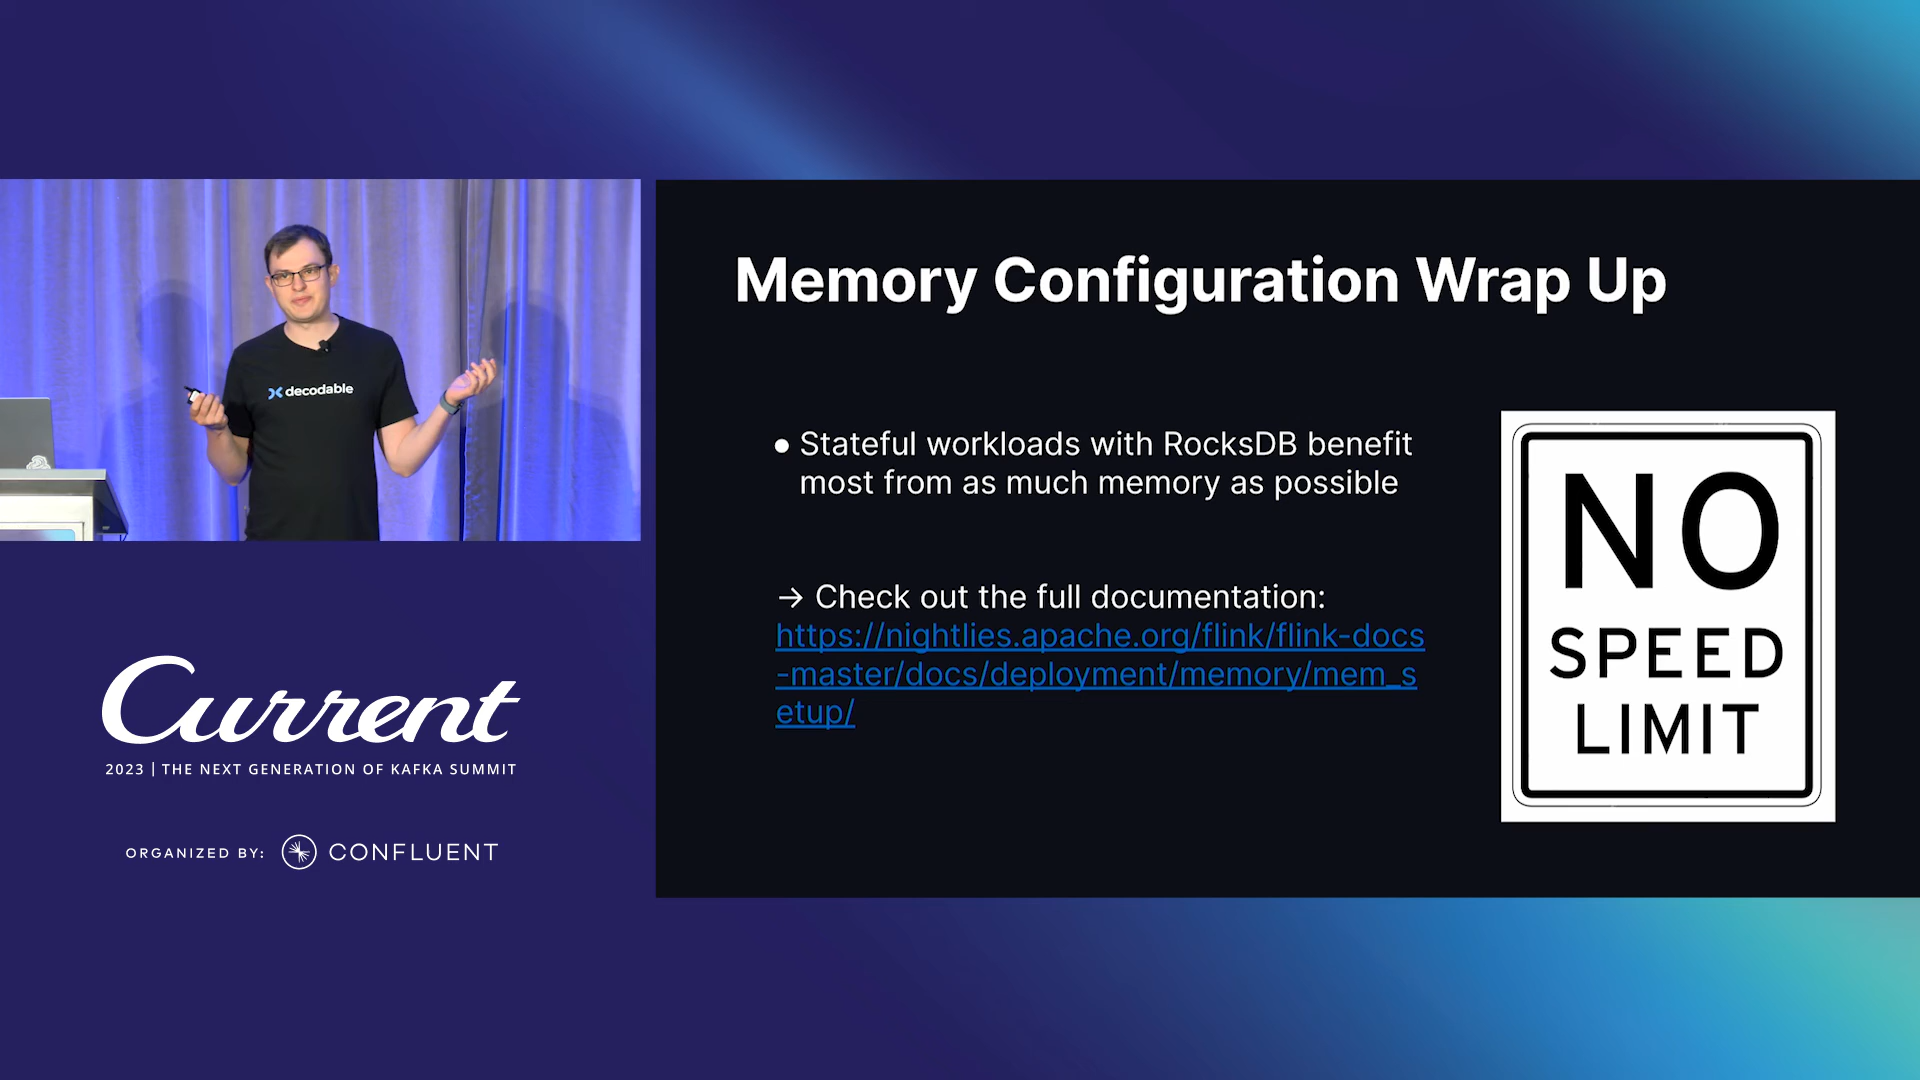 decodable
Current
2023 | THE NEXT GENERATION OF KAFKA SUMMIT
ORGANIZED BY: CONFLUENT
Memory Configuration Wrap Up
● Stateful workloads with RocksDB benefit
most from as much memory as possible
→ Check out the full documentation:
https://nightlies.apache.org/flink/flink-docs
-master/docs/deployment/memory/mem_s
etup/
NO
SPEED
LIMIT